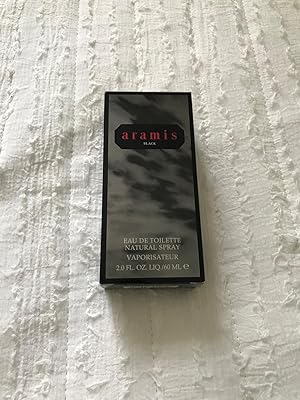 aramis
BLACK
EAU DE TOILETTE
NATURAL SPRAY
VAPORISATEUR
2.0 FL. OZ. LIQ./60 ML ℮